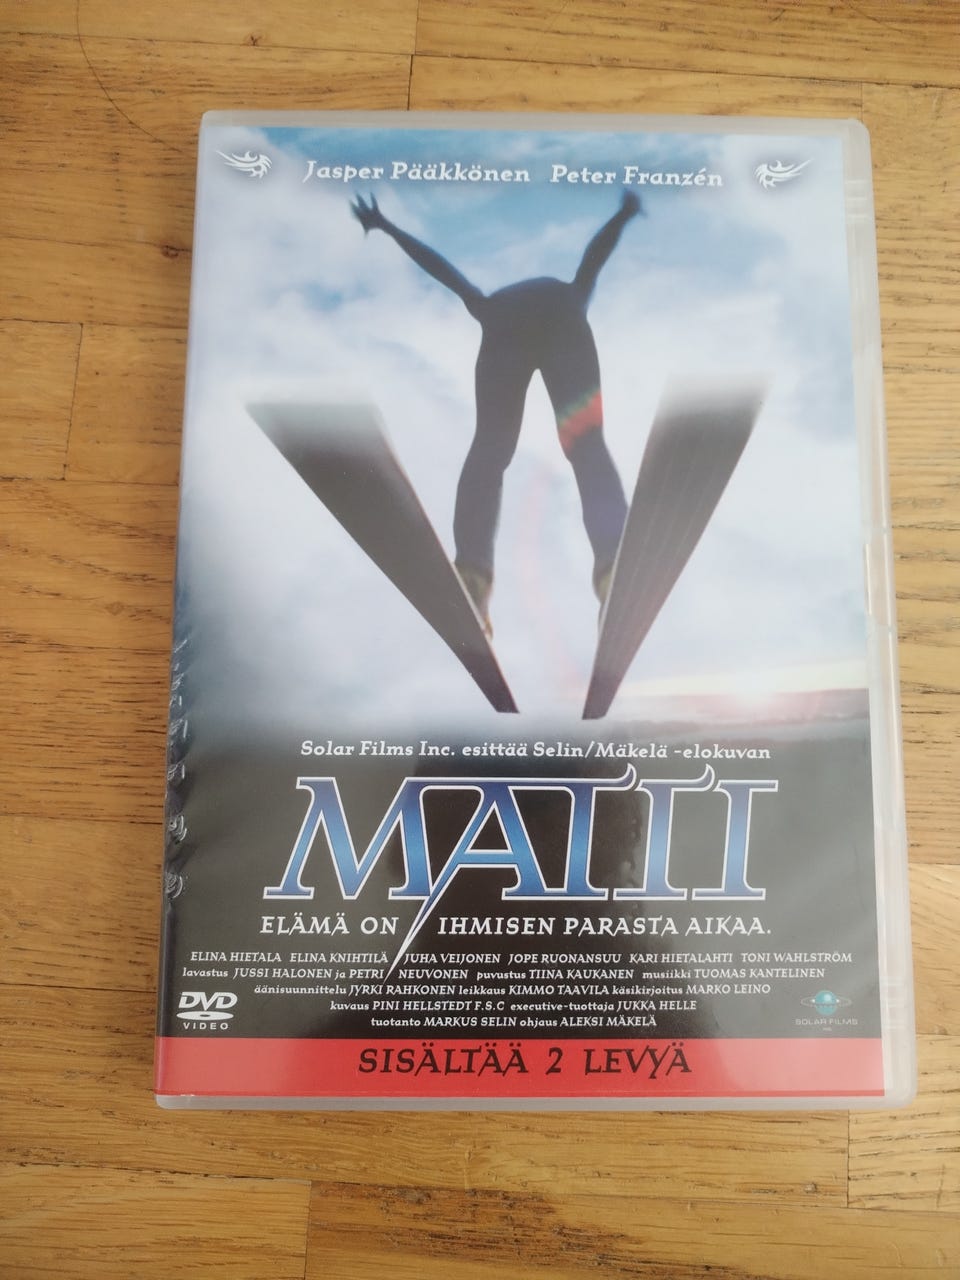 Jasper Pääkkönen Peter Franzén
Solar Films Inc. esittää Selin/Mäkelä -elokuvan
MATTI
ELÄMÄ ON IHMISEN PARASTA AIKAA.
ELINA HIETALA ELINA KNIHTILÄ JUHA VEIJONEN JOPE RUONANSUU KARI HIETALAHTI TONI WAHLSTRÖM
lavastus JUSSI HALONEN ja PETRI NEUVONEN puvustus TIINA KAUKANEN musiikki TUOMAS KANTELINEN
äänisuunnittelu JYRKI RAHKONEN leikkaus KIMMO TAAVILA käsikirjoitus MARKO LEINO
kuvaus PINI HELLSTEDT F.S.C executive-tuottaja JUKKA HELLE
tuotanto MARKUS SELIN ohjaus ALEKSI MÄKELÄ
DVD
VIDEO
SOLAR FILMS
INC.
SISÄLTÄÄ 2 LEVYÄ